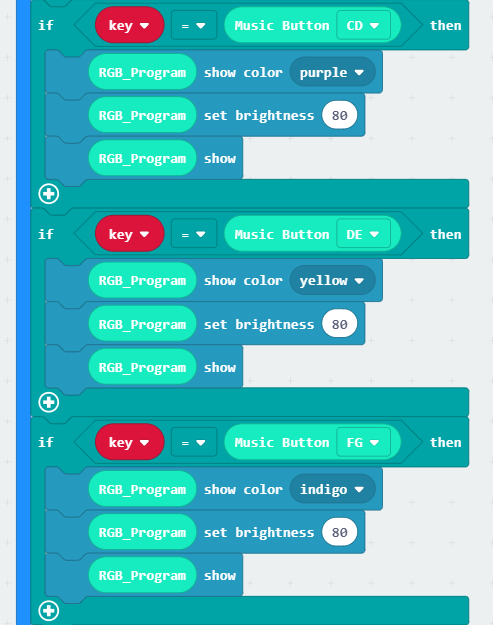 if key = Music Button CD then
RGB_Program show color purple
RGB_Program set brightness 80
RGB_Program show
if key = Music Button DE then
RGB_Program show color yellow
RGB_Program set brightness 80
RGB_Program show
if key = Music Button FG then
RGB_Program show color indigo
RGB_Program set brightness 80
RGB_Program show